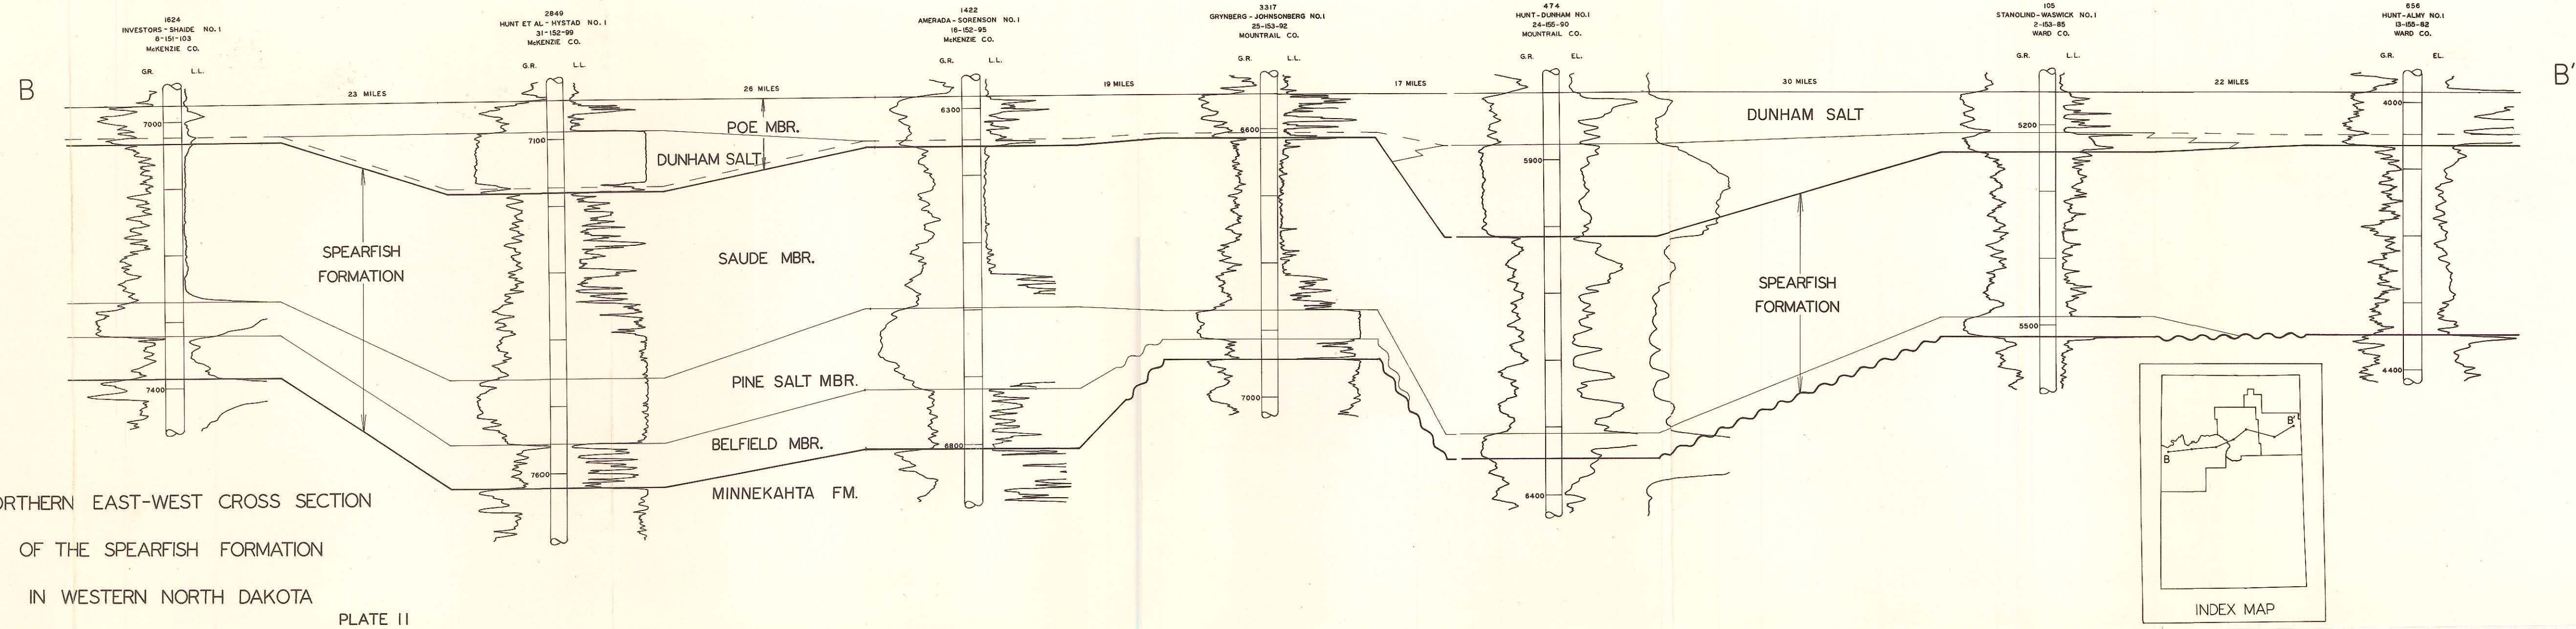 B
B'
1624
INVESTORS-SHAIDE NO.1
8-151-103
McKENZIE CO.
G.R. L.L.
2849
HUNT ET AL - HYSTAD NO. 1
31-152-99
McKENZIE CO.
G.R. L.L.
1422
AMERADA-SORENSON NO.1
16-152-95
McKENZIE CO.
G.R. L.L.
3317
GRYNBERG-JOHNSONBERG NO.1
25-153-92
MOUNTRAIL CO.
G.R. L.L.
474
HUNT-DUNHAM NO.1
24-155-90
MOUNTRAIL CO.
G.R. EL.
105
STANOLIND-WASWICK NO.1
2-153-85
WARD CO.
G.R. L.L.
656
HUNT-ALMY NO.1
13-155-82
WARD CO.
G.R. EL.
23 MILES
26 MILES
19 MILES
17 MILES
30 MILES
22 MILES
7000
7400
7100
7600
6300
6800
6600
7000
5900
6400
5200
5500
4000
4400
POE MBR.
DUNHAM SALT
DUNHAM SALT
SPEARFISH
FORMATION
SAUDE MBR.
SPEARFISH
FORMATION
PINE SALT MBR.
BELFIELD MBR.
MINNEKAHTA FM.
ORTHERN EAST-WEST CROSS SECTION
OF THE SPEARFISH FORMATION
IN WESTERN NORTH DAKOTA
PLATE II
B
B'
INDEX MAP